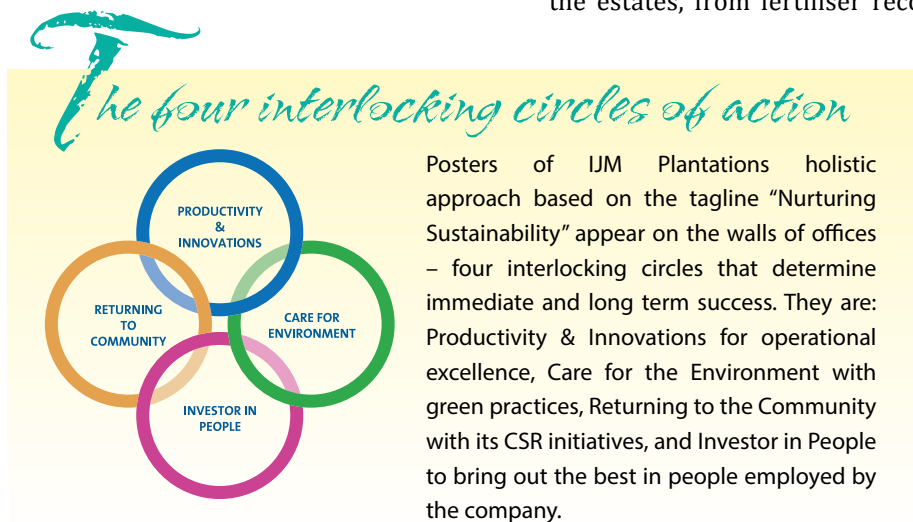 the estates, from fertiliser
The four interlocking circles of action
PRODUCTIVITY
&
INNOVATIONS
RETURNING
TO
COMMUNITY
CARE FOR
ENVIRONMENT
INVESTOR IN
PEOPLE
Posters of IJM Plantations holistic
approach based on the tagline “Nurturing
Sustainability” appear on the walls of offices
– four interlocking circles that determine
immediate and long term success. They are:
Productivity & Innovations for operational
excellence, Care for the Environment with
green practices, Returning to the Community
with its CSR initiatives, and Investor in People
to bring out the best in people employed by
the company.